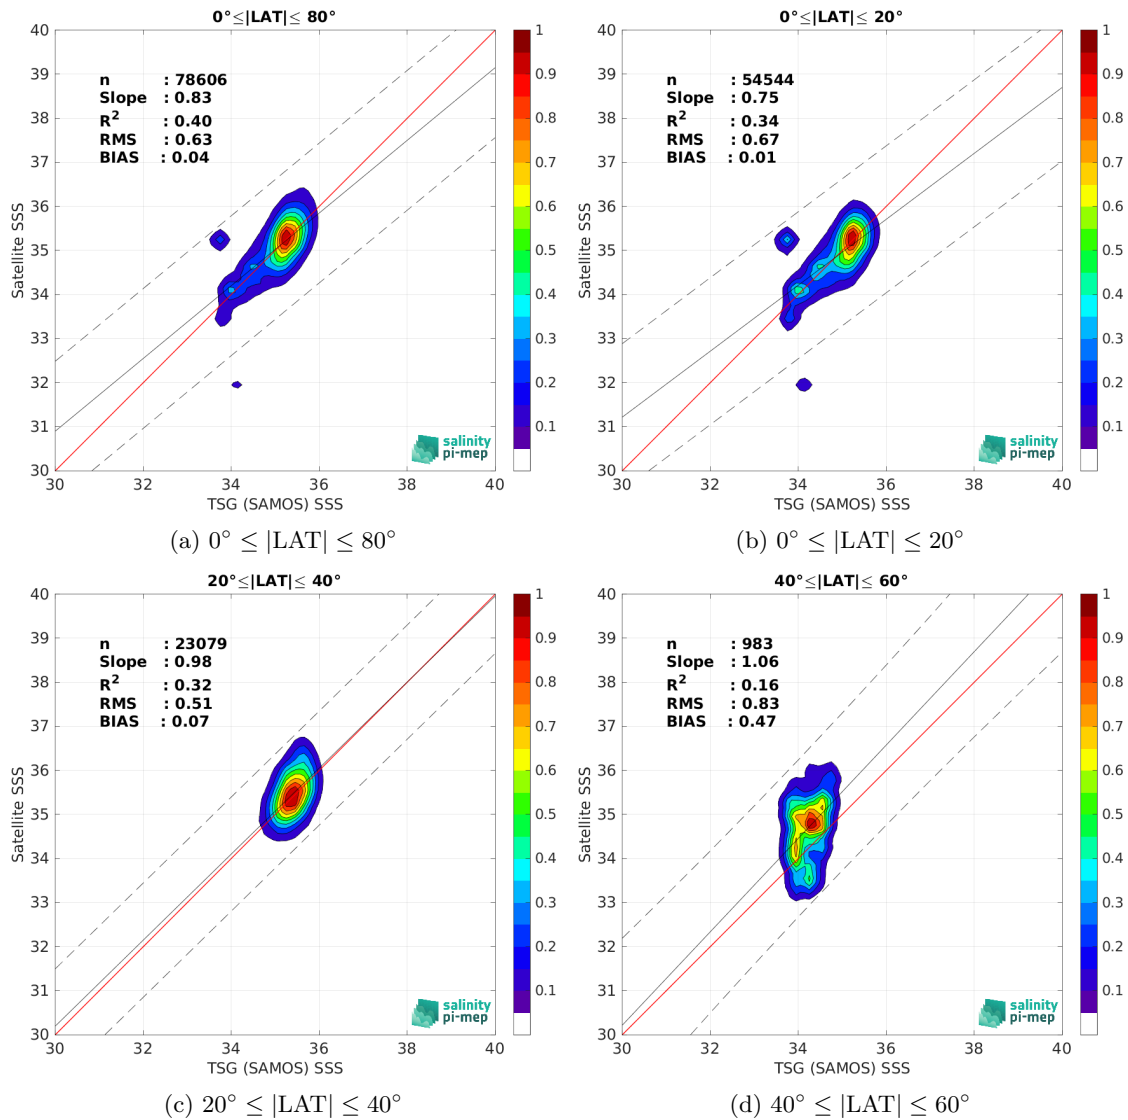 0°≤|LAT|≤ 80°
40
39
38
37
36
35
34
33
32
31
30
Satellite SSS
n : 78606
Slope : 0.83
R² : 0.40
RMS : 0.63
BIAS : 0.04
salinity
pi-mep
30 32 34 36 38 40
TSG (SAMOS) SSS
1
0.9
0.8
0.7
0.6
0.5
0.4
0.3
0.2
0.1
(a) 0° ≤ |LAT| ≤ 80°
0°≤|LAT|≤ 20°
40
39
38
37
36
35
34
33
32
31
30
Satellite SSS
n : 54544
Slope : 0.75
R² : 0.34
RMS : 0.67
BIAS : 0.01
salinity
pi-mep
30 32 34 36 38 40
TSG (SAMOS) SSS
1
0.9
0.8
0.7
0.6
0.5
0.4
0.3
0.2
0.1
(b) 0° ≤ |LAT| ≤ 20°
20°≤|LAT|≤ 40°
40
39
38
37
36
35
34
33
32
31
30
Satellite SSS
n : 23079
Slope : 0.98
R² : 0.32
RMS : 0.51
BIAS : 0.07
salinity
pi-mep
30 32 34 36 38 40
TSG (SAMOS) SSS
1
0.9
0.8
0.7
0.6
0.5
0.4
0.3
0.2
0.1
(c) 20° ≤ |LAT| ≤ 40°
40°≤|LAT|≤ 60°
40
39
38
37
36
35
34
33
32
31
30
Satellite SSS
n : 983
Slope : 1.06
R² : 0.16
RMS : 0.83
BIAS : 0.47
salinity
pi-mep
30 32 34 36 38 40
TSG (SAMOS) SSS
1
0.9
0.8
0.7
0.6
0.5
0.4
0.3
0.2
0.1
(d) 40° ≤ |LAT| ≤ 60°